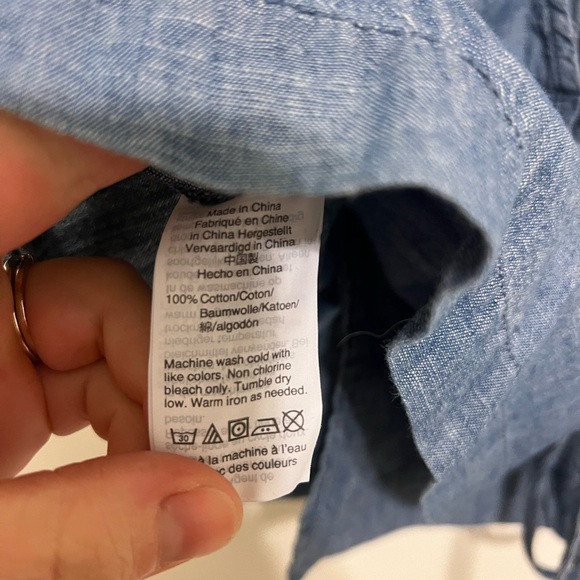 Made in China
Fabriqué en Chine
in China Hergestellt
Vervaardigd in China
中国製
Hecho en China
100% Cotton/Coton/
Baumwolle/Katoen/
綿/algodón
Machine wash cold with
like colors. Non chlorine
bleach only. Tumble dry
low. Warm iron as needed.
30
à la machine à l'eau
des couleurs